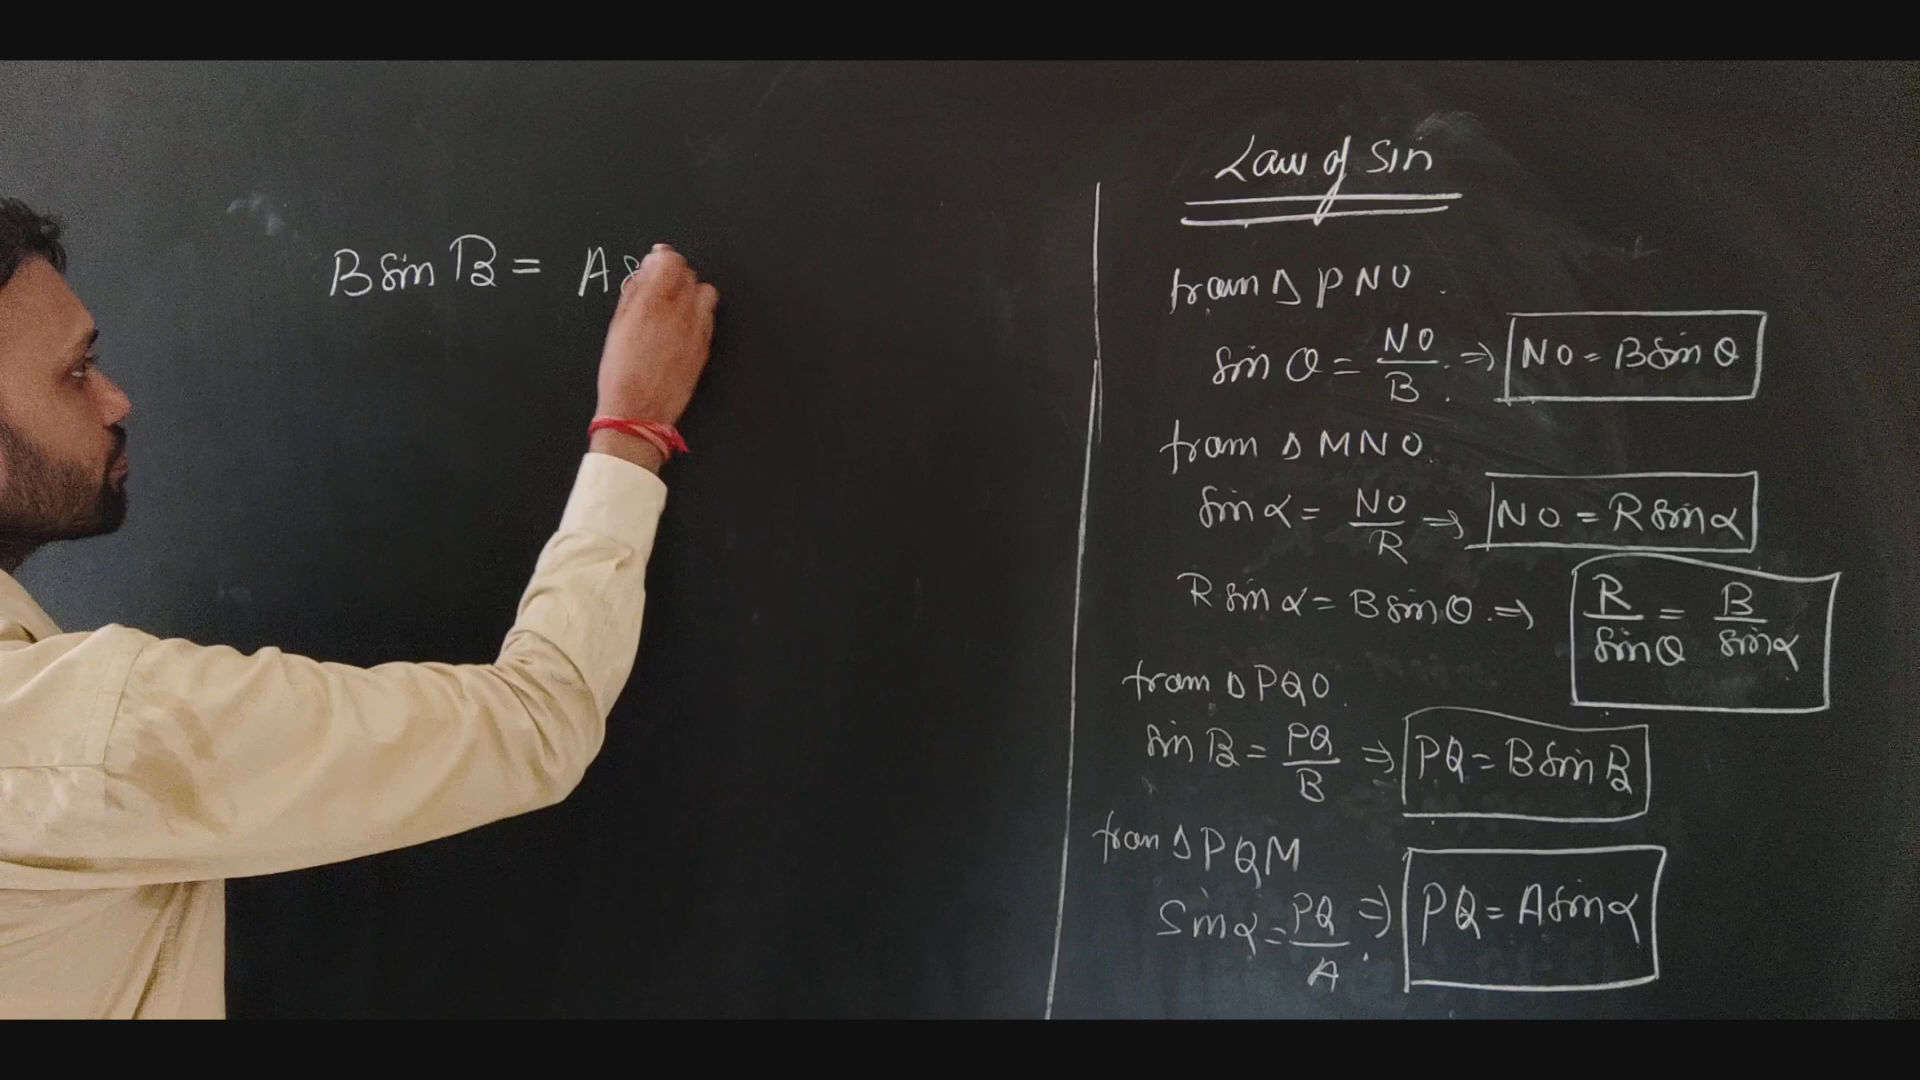 B sin B = A s
Law of Sin
from Δ PNO
sin θ = NO/B ⇒ NO = B sin θ
from Δ MNO
sin α = NO/R ⇒ NO = R sin α
R sin α = B sin θ ⇒ R/sin θ = B/sin α
from Δ PQO
sin B = PQ/B ⇒ PQ = B sin B
from Δ PQM
Sin α = PQ/A ⇒ PQ = A sin α